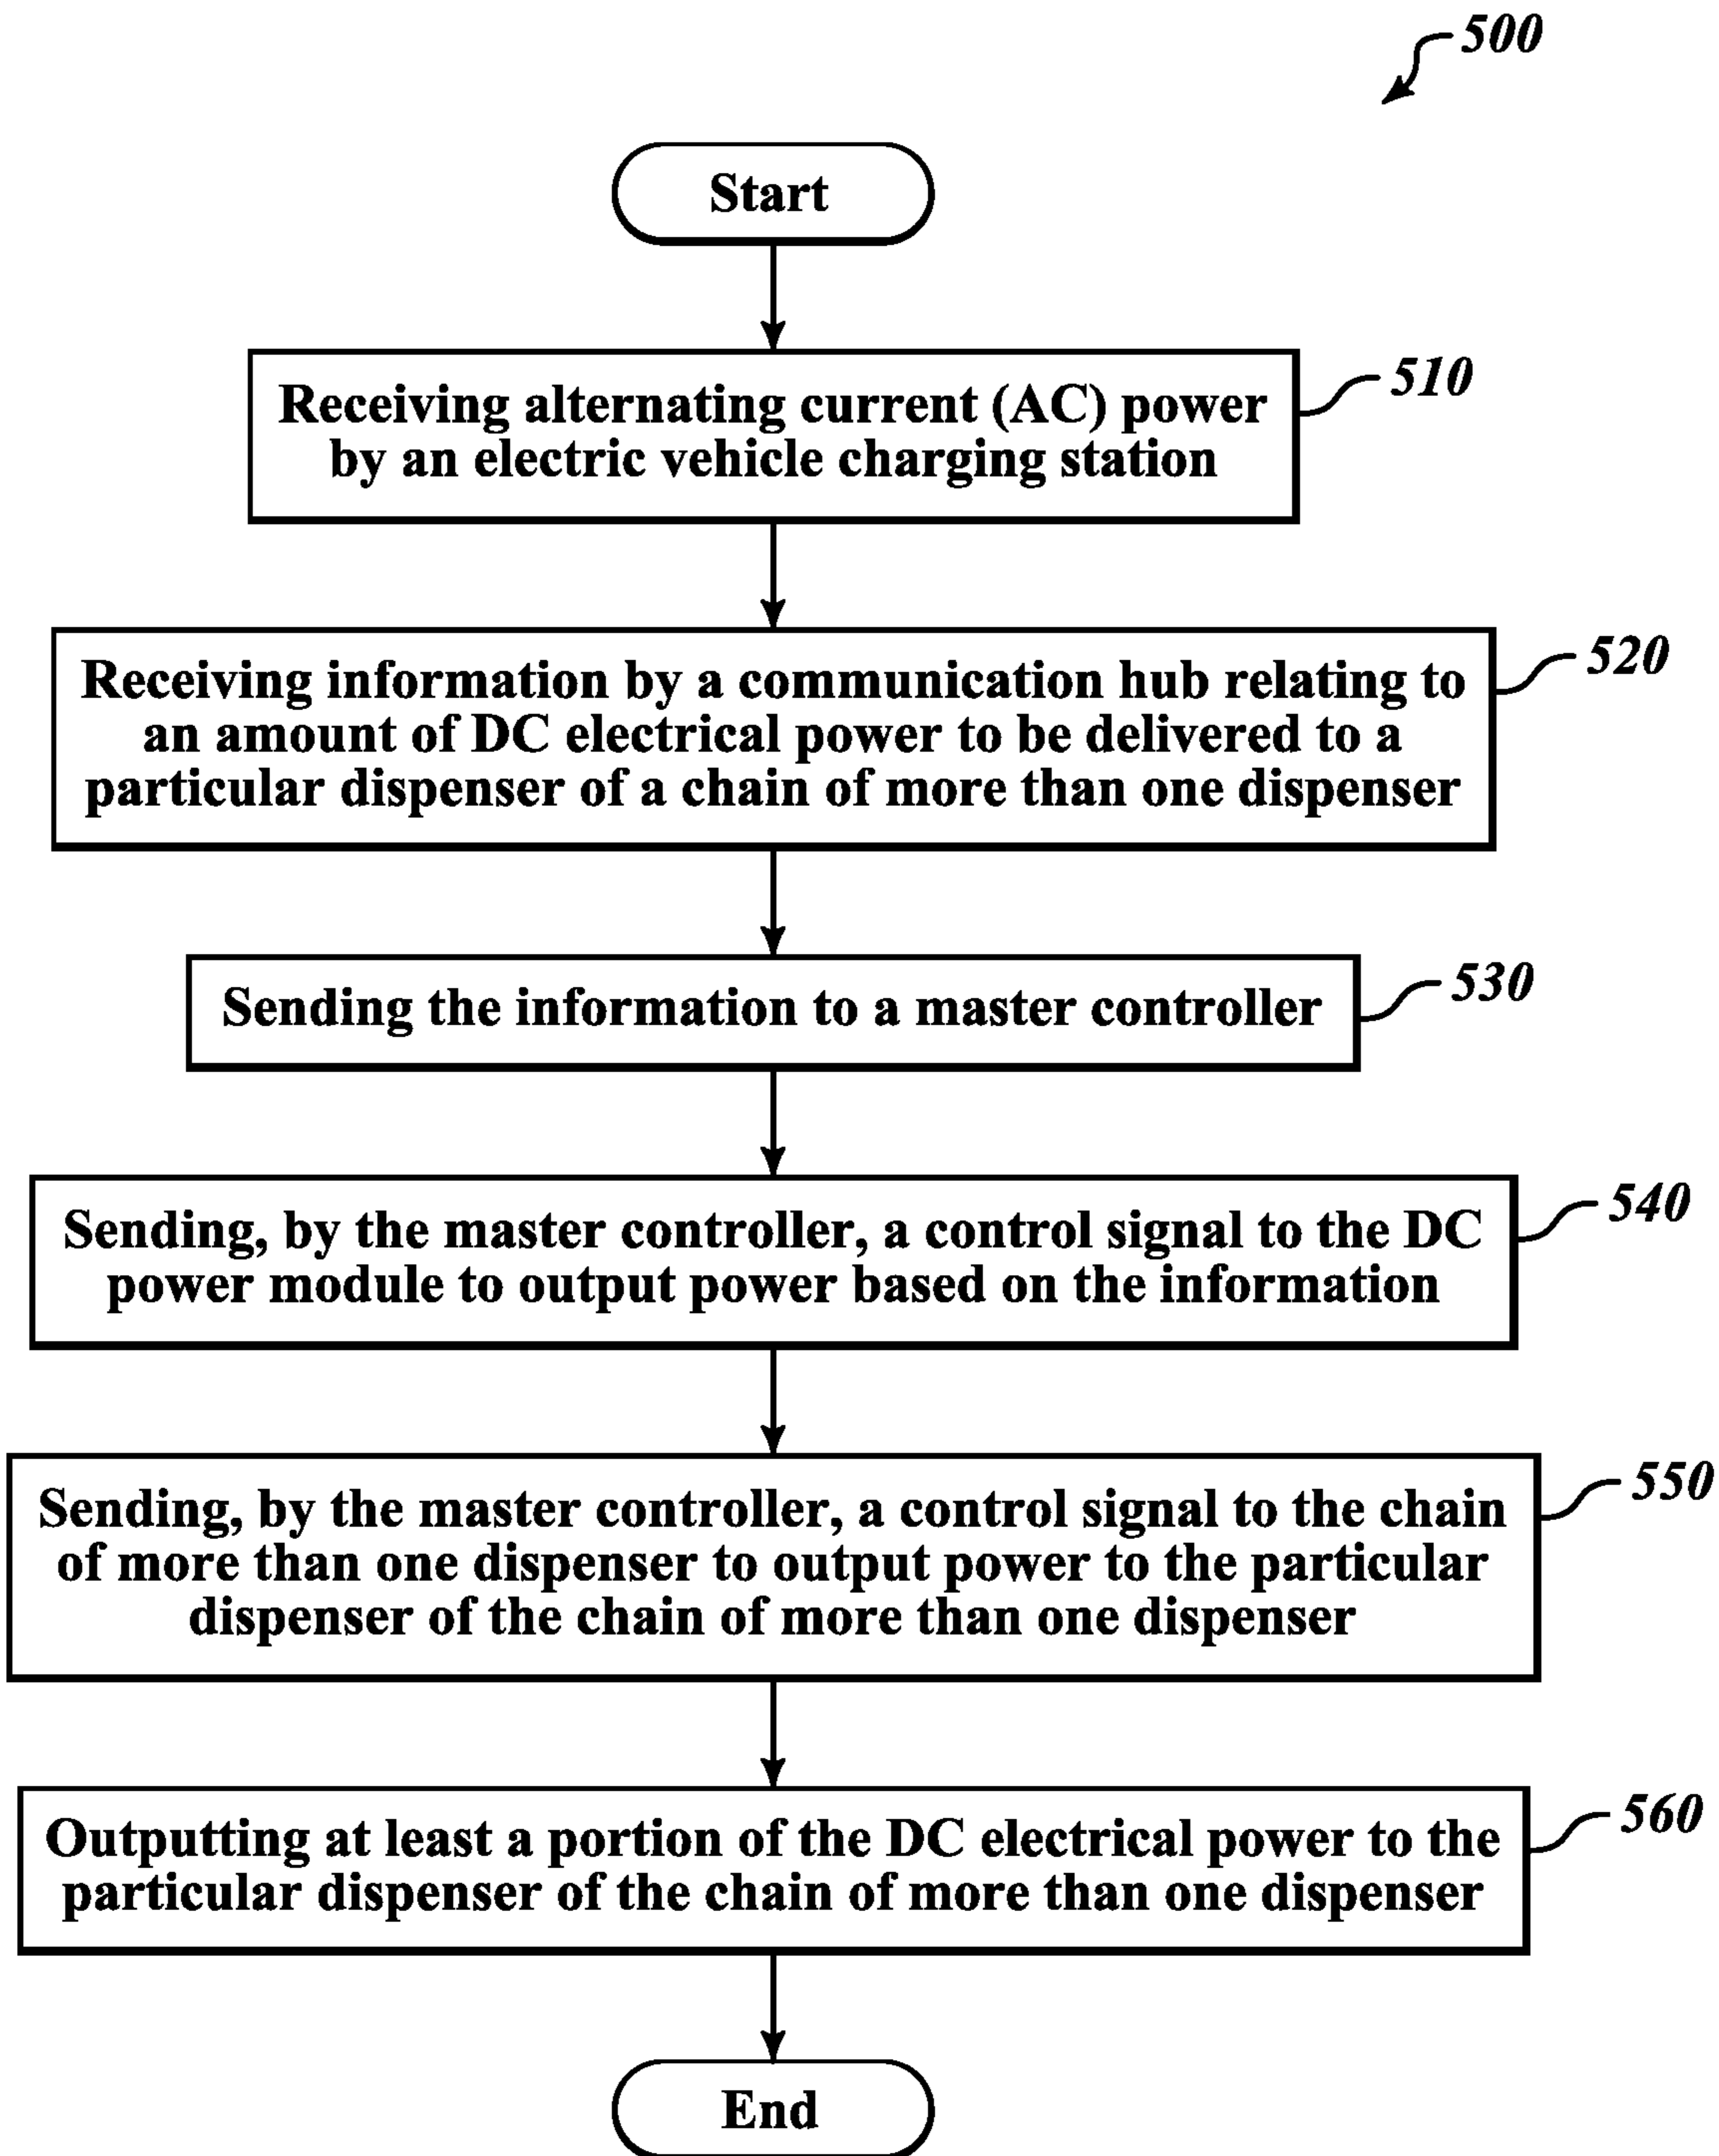 500
Start
Receiving alternating current (AC) power
by an electric vehicle charging station
510
Receiving information by a communication hub relating to
an amount of DC electrical power to be delivered to a
particular dispenser of a chain of more than one dispenser
520
Sending the information to a master controller
530
Sending, by the master controller, a control signal to the DC
power module to output power based on the information
540
Sending, by the master controller, a control signal to the chain
of more than one dispenser to output power to the particular
dispenser of the chain of more than one dispenser
550
Outputting at least a portion of the DC electrical power to the
particular dispenser of the chain of more than one dispenser
560
End